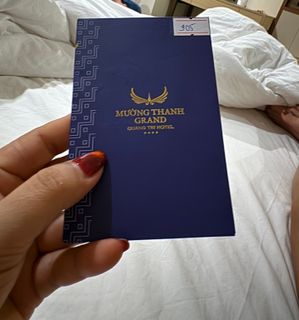 305
MƯỜNG THANH
GRAND
QUẢNG TRỊ HOTEL